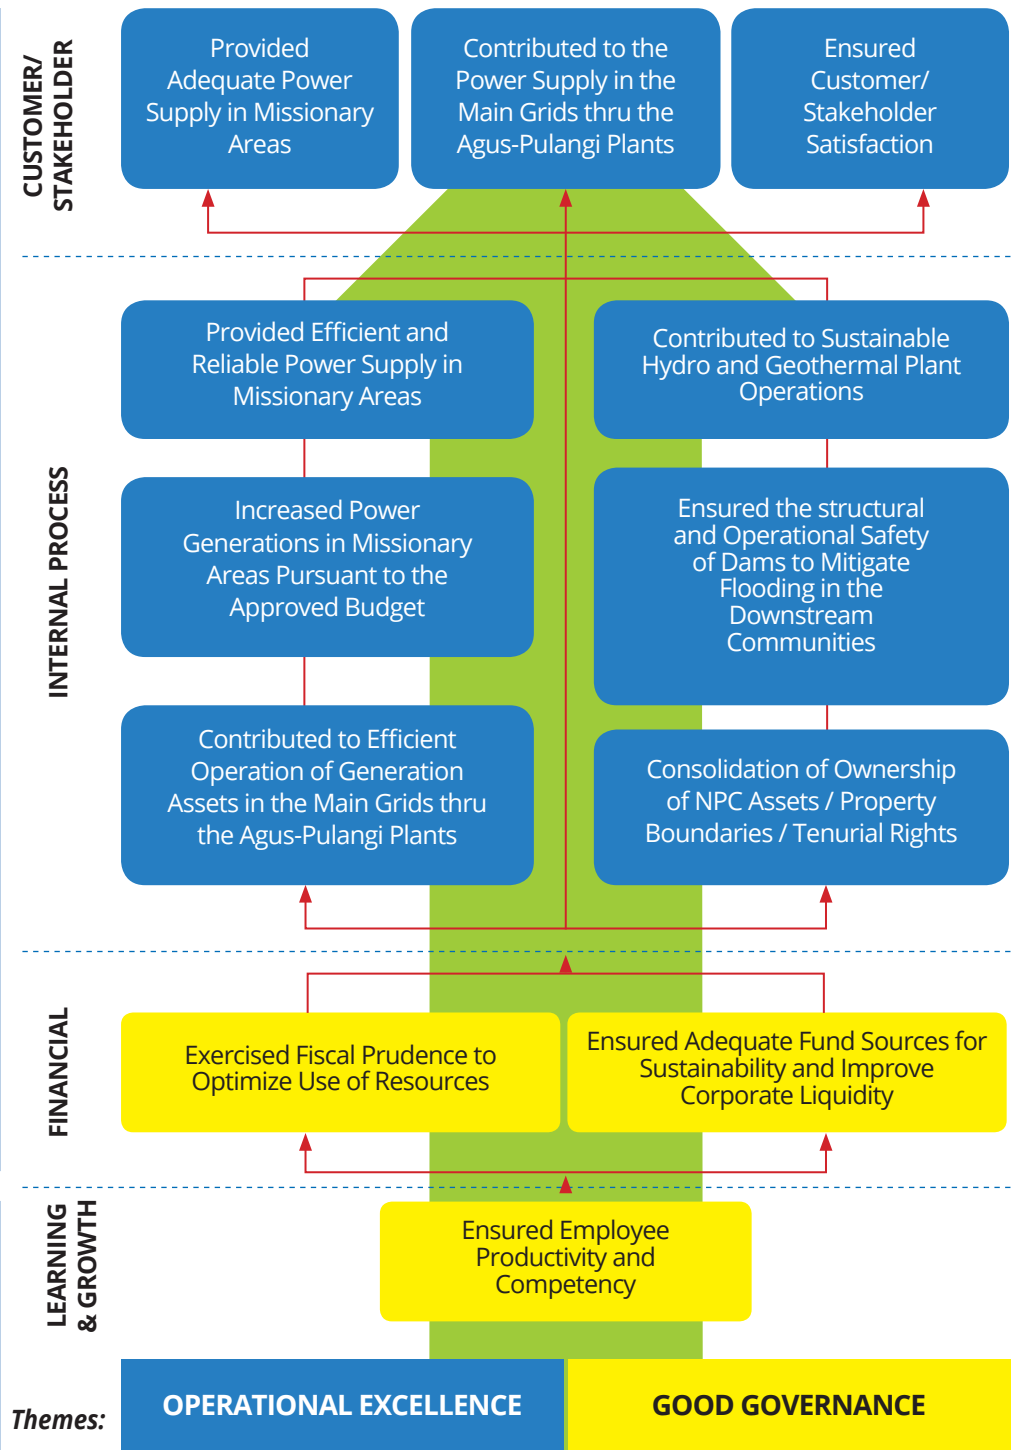 CUSTOMER/
STAKEHOLDER
Provided
Adequate Power
Supply in Missionary
Areas
Contributed to the
Power Supply in the
Main Grids thru the
Agus-Pulangi Plants
Ensured
Customer/
Stakeholder
Satisfaction
INTERNAL PROCESS
Provided Efficient and
Reliable Power Supply in
Missionary Areas
Contributed to Sustainable
Hydro and Geothermal Plant
Operations
Increased Power
Generations in Missionary
Areas Pursuant to the
Approved Budget
Ensured the structural
and Operational Safety
of Dams to Mitigate
Flooding in the
Downstream
Communities
Contributed to Efficient
Operation of Generation
Assets in the Main Grids thru
the Agus-Pulangi Plants
Consolidation of Ownership
of NPC Assets / Property
Boundaries / Tenurial Rights
FINANCIAL
Exercised Fiscal Prudence to
Optimize Use of Resources
Ensured Adequate Fund Sources for
Sustainability and Improve
Corporate Liquidity
LEARNING
& GROWTH
Ensured Employee
Productivity and
Competency
Themes:
OPERATIONAL EXCELLENCE
GOOD GOVERNANCE